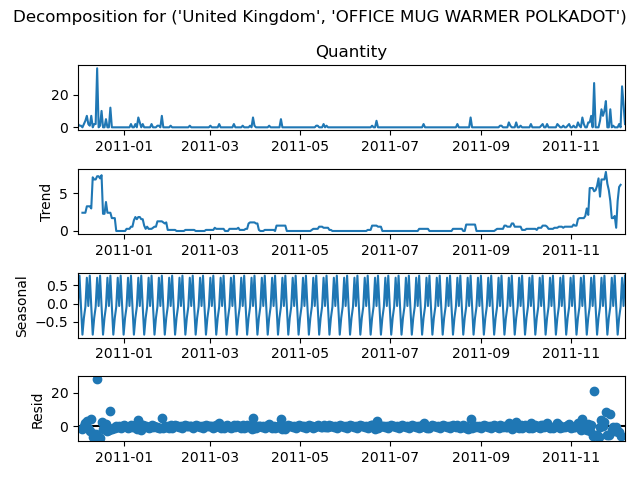 Decomposition for ('United Kingdom', 'OFFICE MUG WARMER POLKADOT')
Quantity
20
0
2011-01 2011-03 2011-05 2011-07 2011-09 2011-11
Trend
5
0
2011-01 2011-03 2011-05 2011-07 2011-09 2011-11
Seasonal
0.5
0.0
−0.5
2011-01 2011-03 2011-05 2011-07 2011-09 2011-11
Resid
20
0
2011-01 2011-03 2011-05 2011-07 2011-09 2011-11